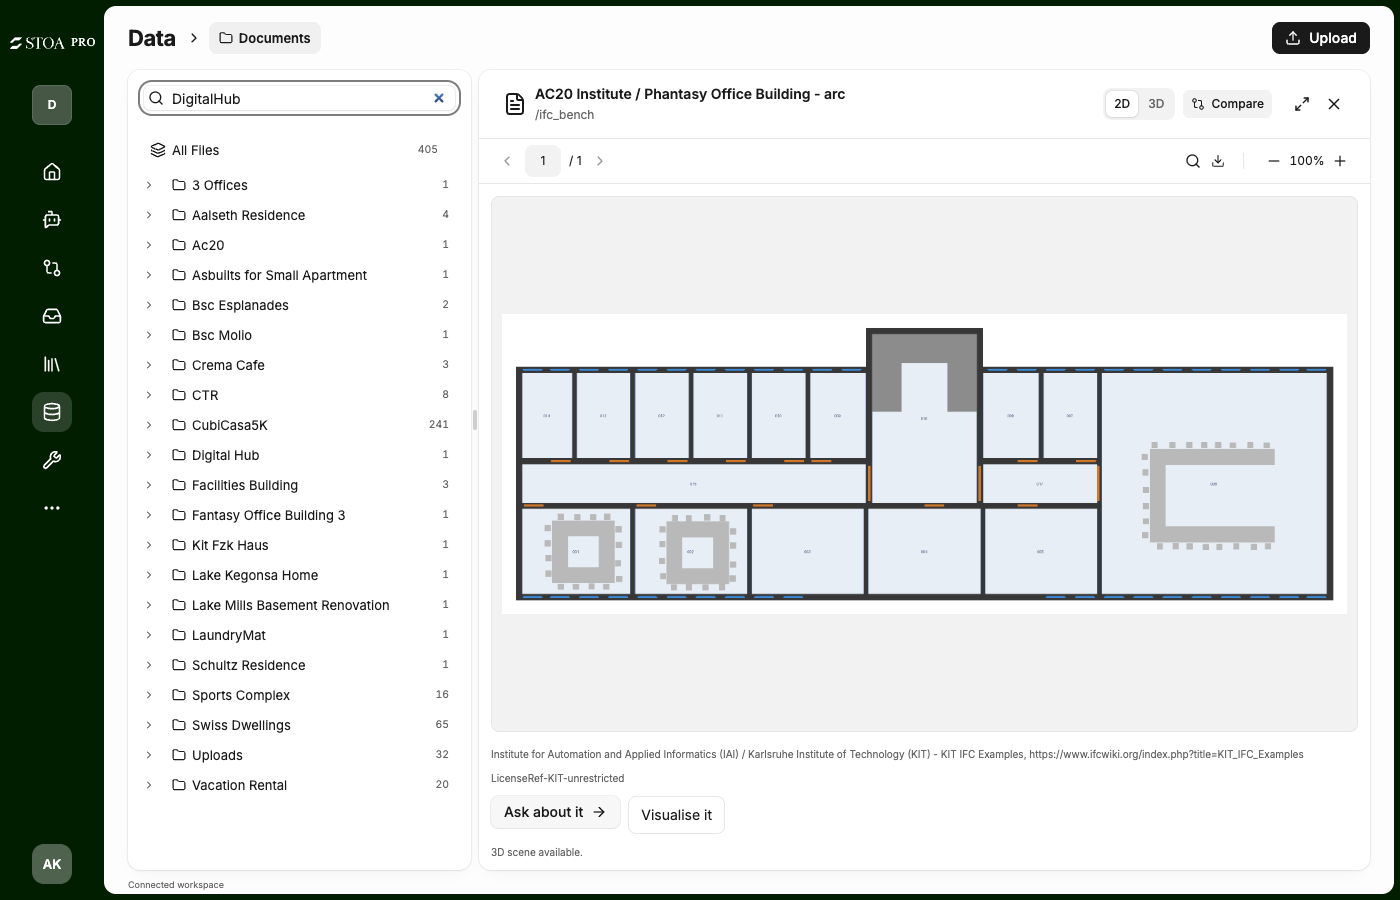 STOA PRO
Data
Documents
Upload
D
DigitalHub
All Files 405
3 Offices 1
Aalseth Residence 4
Ac20 1
Asbuilts for Small Apartment 1
Bsc Esplanades 2
Bsc Molio 1
Crema Cafe 3
CTR 8
CubiCasa5K 241
Digital Hub 1
Facilities Building 3
Fantasy Office Building 3 1
Kit Fzk Haus 1
Lake Kegonsa Home 1
Lake Mills Basement Renovation 1
LaundryMat 1
Schultz Residence 1
Sports Complex 16
Swiss Dwellings 65
Uploads 32
Vacation Rental 20
AK
Connected workspace
AC20 Institute / Phantasy Office Building - arc
/ifc_bench
2D 3D Compare
1 / 1
100%
Institute for Automation and Applied Informatics (IAI) / Karlsruhe Institute of Technology (KIT) - KIT IFC Examples, https://www.ifcwiki.org/index.php?title=KIT_IFC_Examples
LicenseRef-KIT-unrestricted
Ask about it
Visualise it
3D scene available.